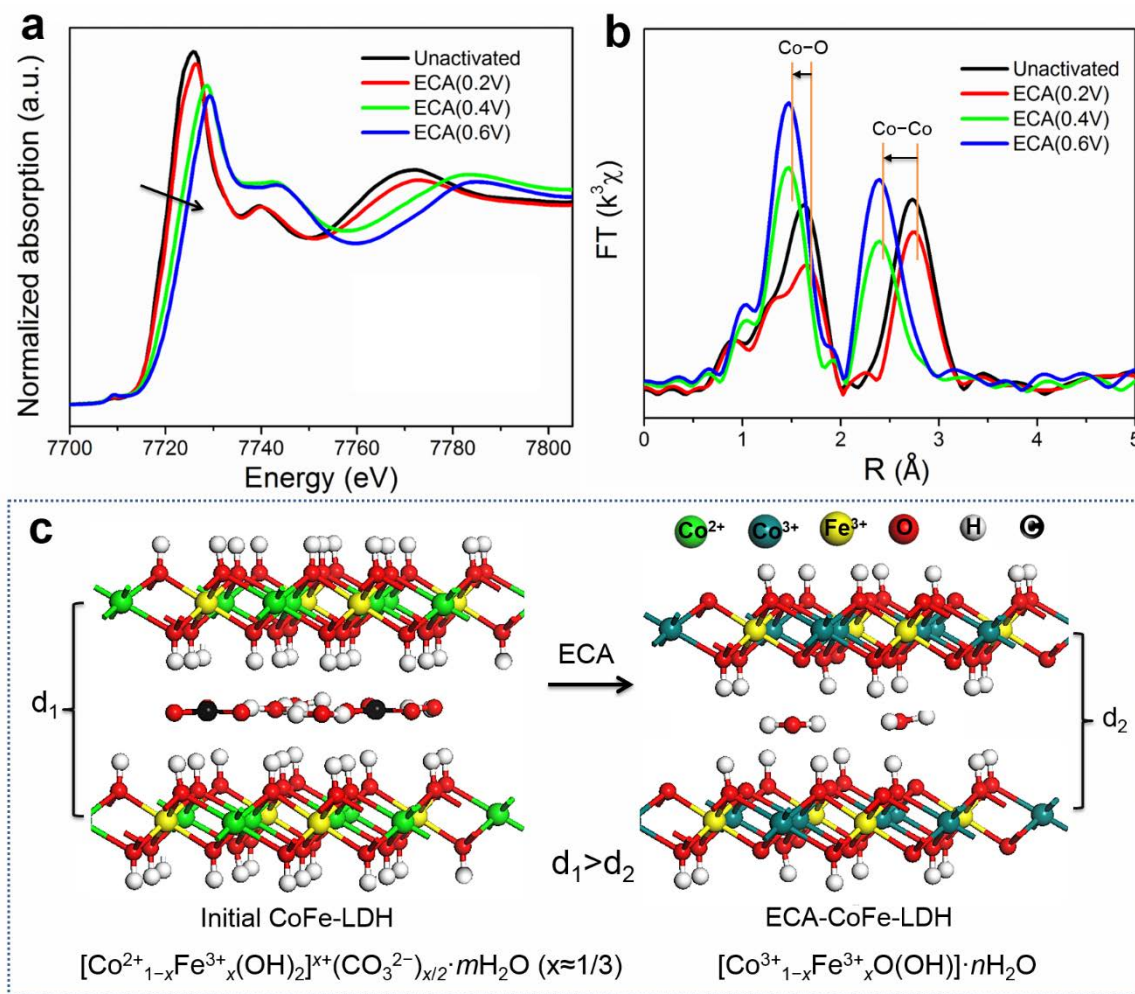 a
Normalized absorption (a.u.)
Unactivated
ECA(0.2V)
ECA(0.4V)
ECA(0.6V)
7700 7720 7740 7760 7780 7800
Energy (eV)
b
FT (k³χ)
Co−O
Co−Co
Unactivated
ECA(0.2V)
ECA(0.4V)
ECA(0.6V)
0 1 2 3 4 5
R (Å)
c
Co²⁺ Co³⁺ Fe³⁺ O H C
d₁
ECA
d₂
d₁>d₂
Initial CoFe-LDH
ECA-CoFe-LDH
[Co²⁺₁₋ₓFe³⁺ₓ(OH)₂]ˣ⁺(CO₃²⁻)ₓ/₂·mH₂O (x≈1/3)
[Co³⁺₁₋ₓFe³⁺ₓO(OH)]·nH₂O